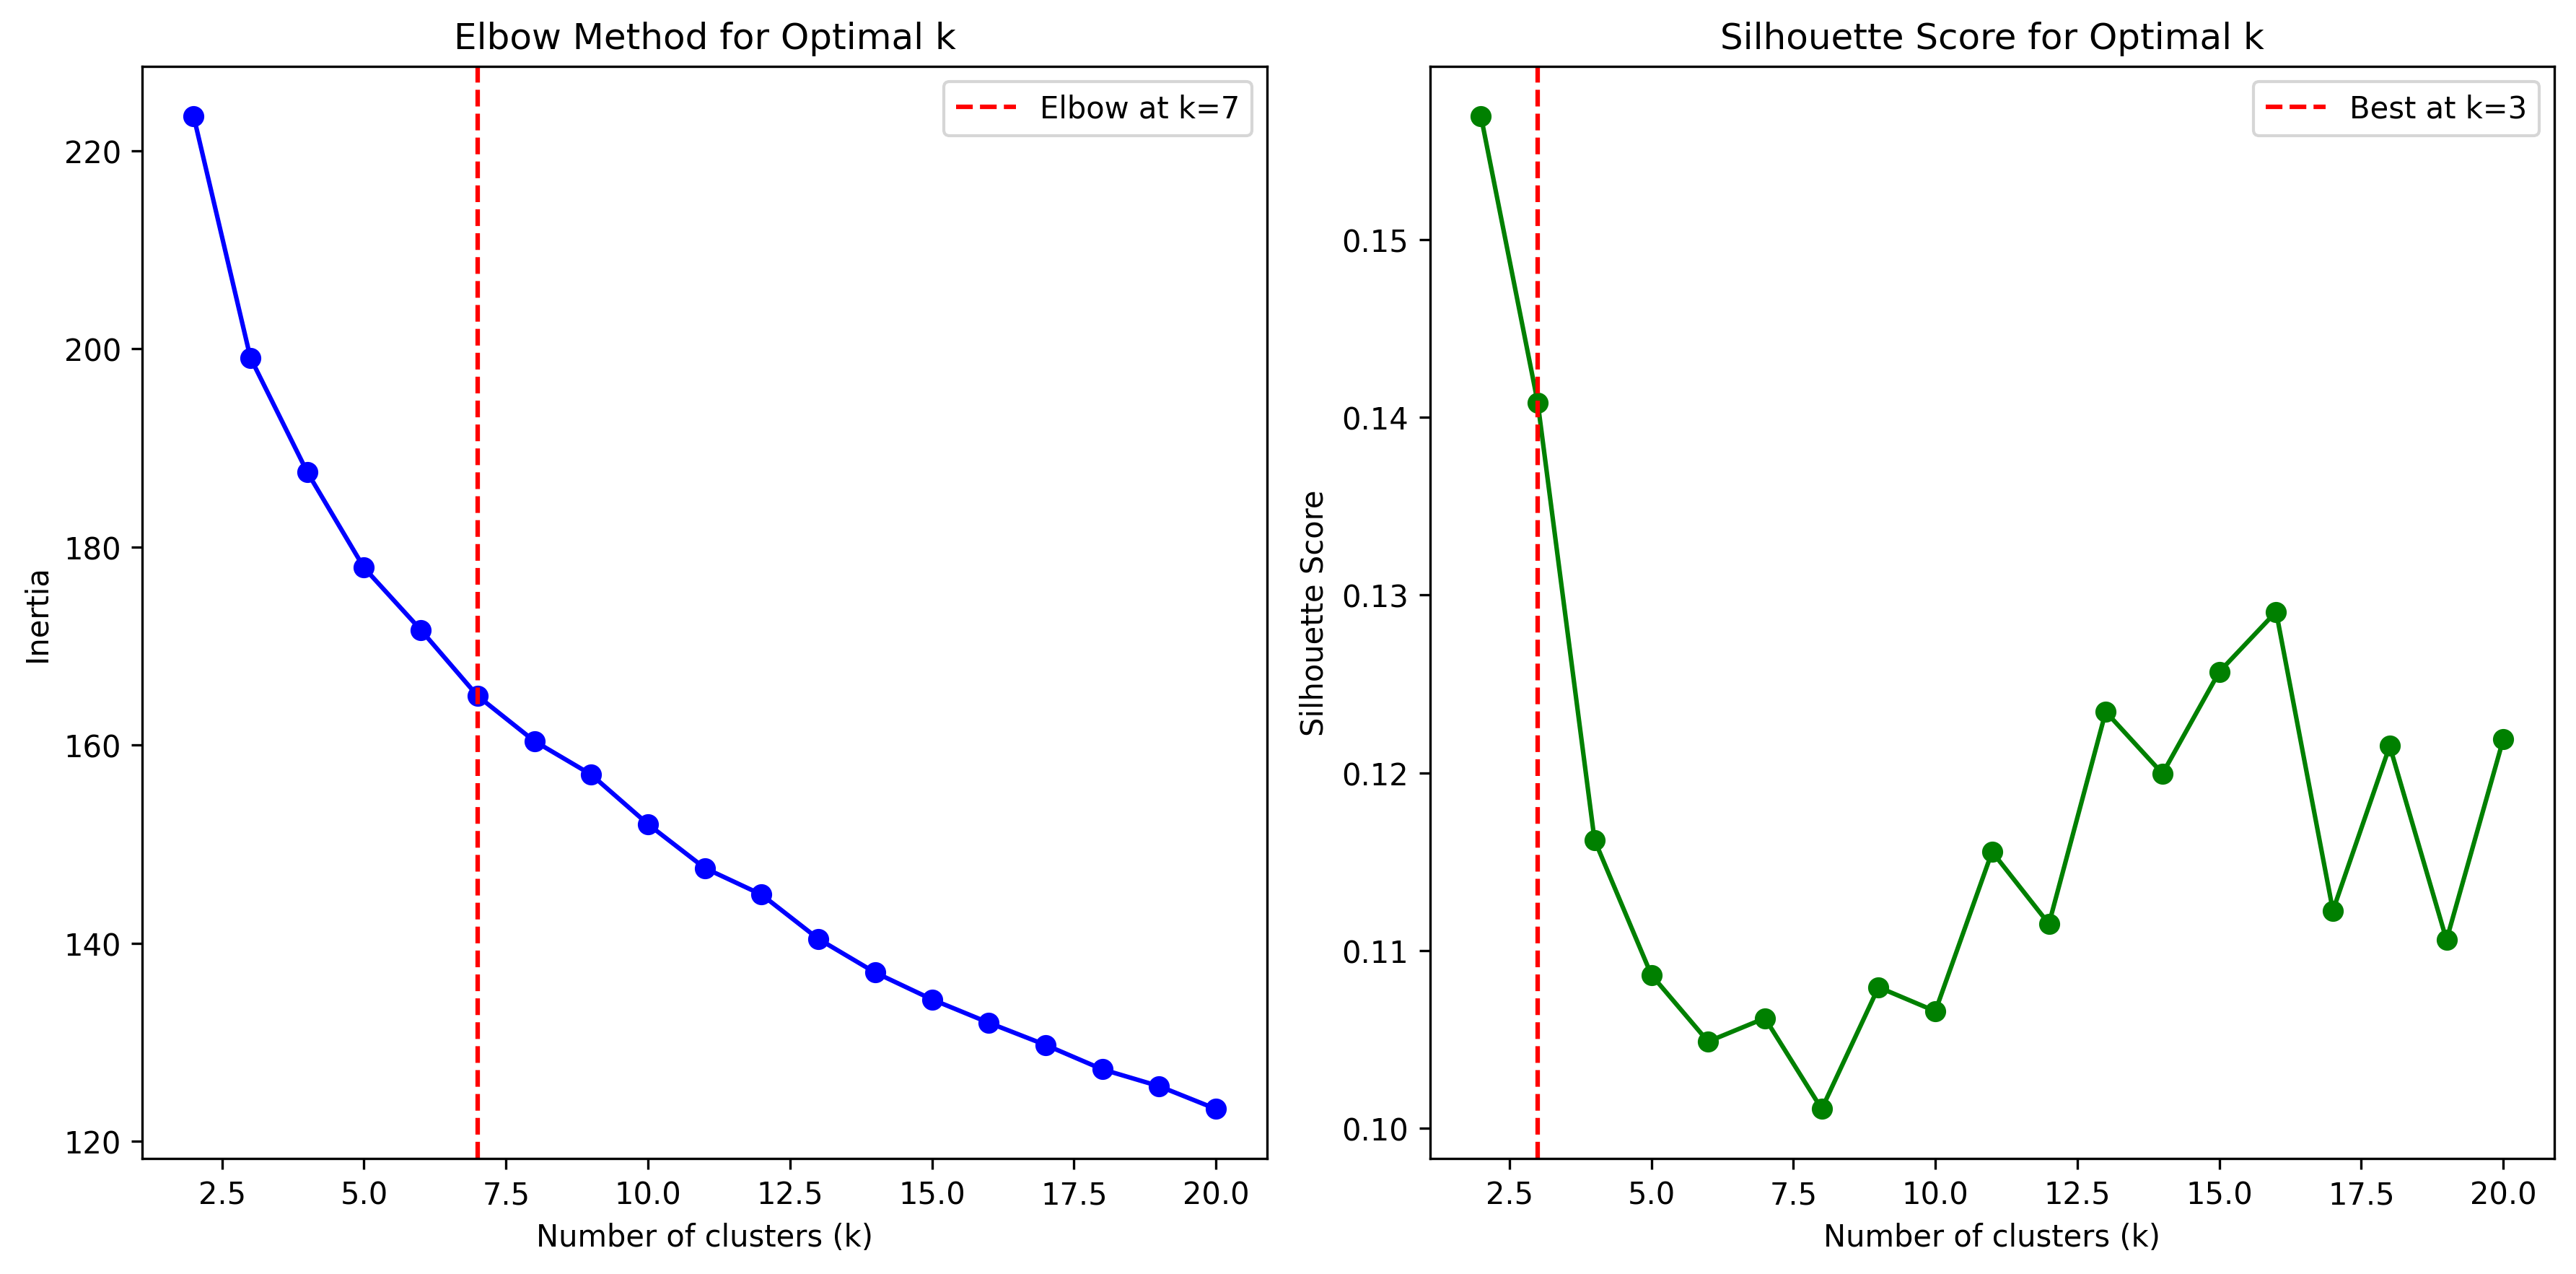 Elbow Method for Optimal k
Elbow at k=7
220
200
180
160
140
120
Inertia
2.5 5.0 7.5 10.0 12.5 15.0 17.5 20.0
Number of clusters (k)
Silhouette Score for Optimal k
Best at k=3
0.15
0.14
0.13
0.12
0.11
0.10
Silhouette Score
2.5 5.0 7.5 10.0 12.5 15.0 17.5 20.0
Number of clusters (k)